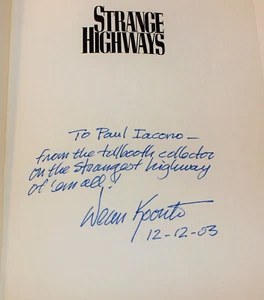 STRANGE
HIGHWAYS
To Paul Iacono –
From the tollbooth collector
on the strangest highway
of 'em all!
Dean Koontz
12-12-03